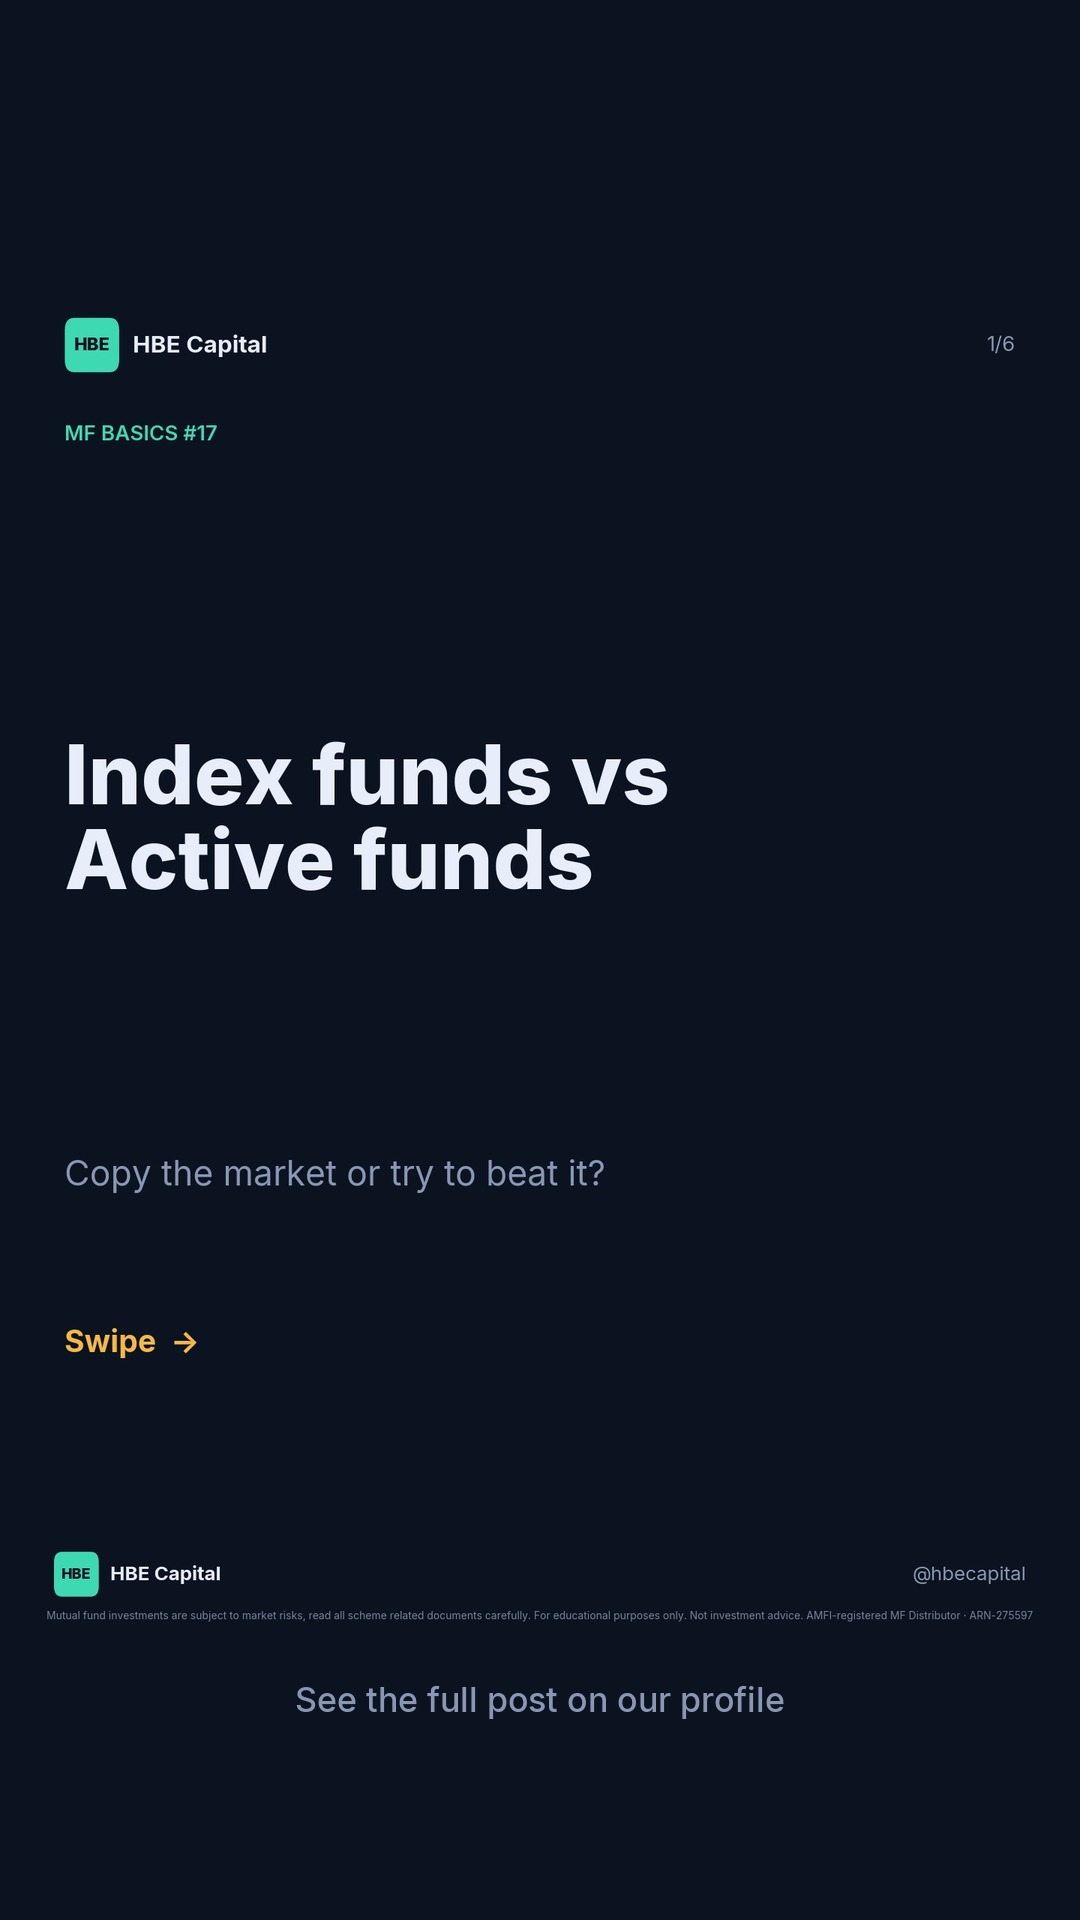 HBE HBE Capital 1/6
MF BASICS #17
Index funds vs
Active funds
Copy the market or try to beat it?
Swipe →
HBE HBE Capital @hbecapital
Mutual fund investments are subject to market risks, read all scheme related documents carefully. For educational purposes only. Not investment advice. AMFI-registered MF Distributor · ARN-275597
See the full post on our profile